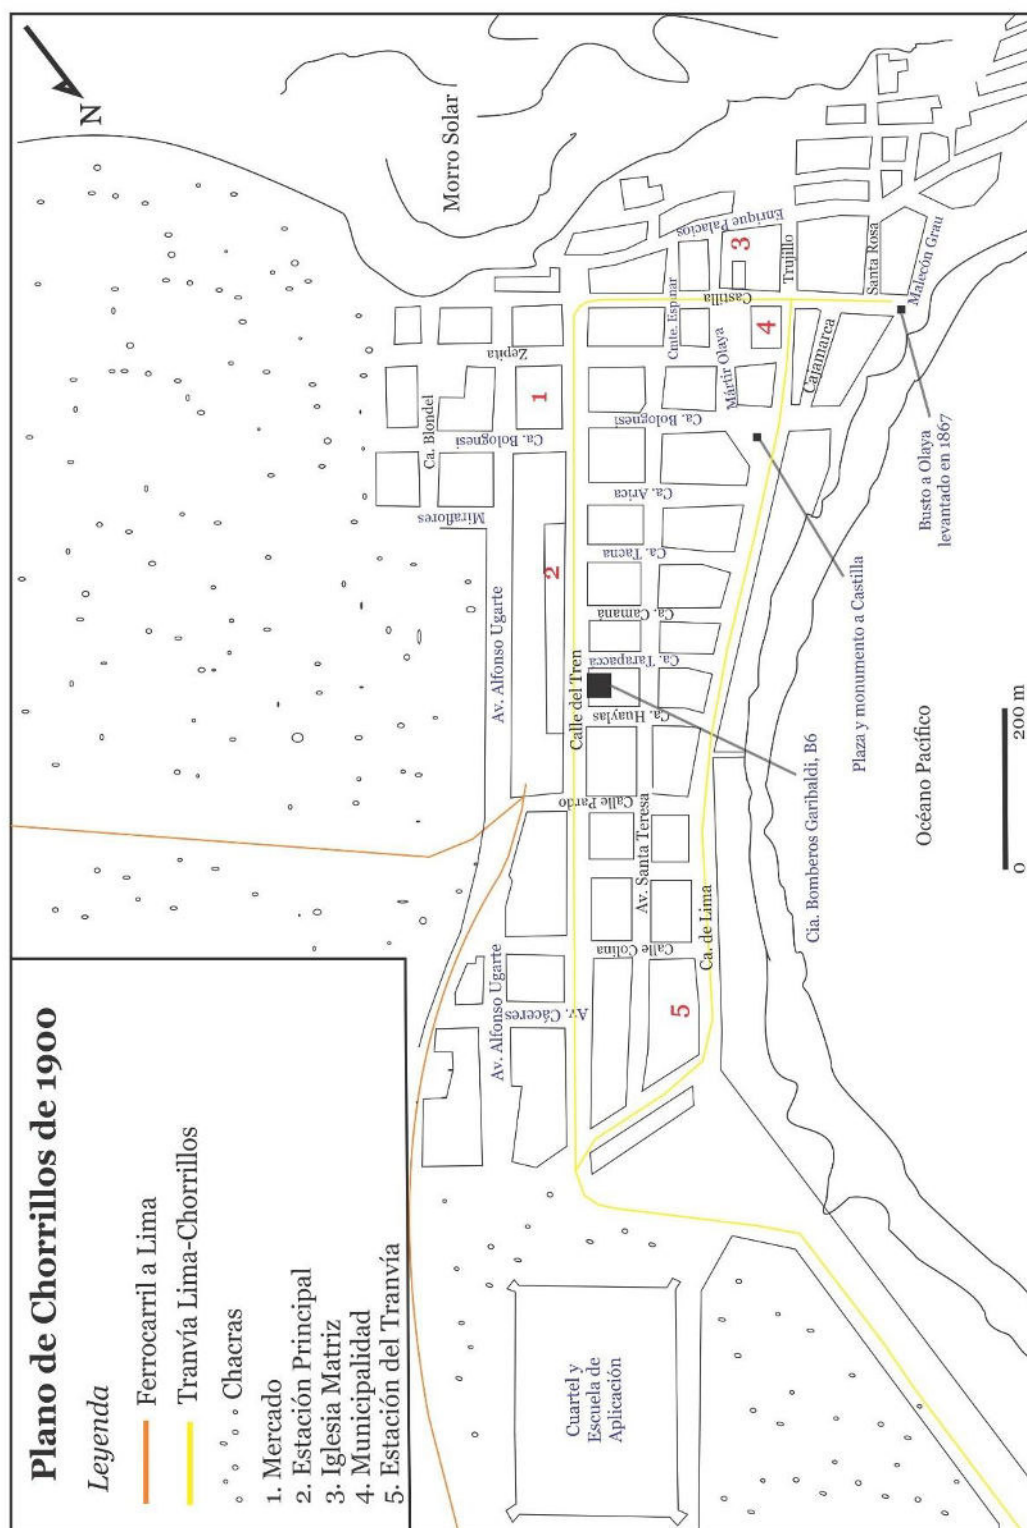 Plano de Chorrillos de 1900
Leyenda
Ferrocarril a Lima
Tranvía Lima-Chorrillos
Chacras
1. Mercado
2. Estación Principal
3. Iglesia Matriz
4. Municipalidad
5. Estación del Tranvía
N
Morro Solar
Zepita
Ca. Blondel
Ca. Bolognesi
Miraflores
1
2
Av. Alfonso Ugarte
Calle del Tren
Enrique Palacios
3
Castilla
Trujillo
Santa Rosa
Malecón Grau
Cmte. Espinar
4
Mártir Olaya
Cajamarca
Ca. Bolognesi
Ca. Arica
Ca. Tacna
Ca. Camaná
Ca. Tarapacá
Ca. Huaylas
Calle Pardo
Av. Santa Teresa
Calle Colina
Ca. de Lima
Av. Alfonso Ugarte
Av. Cáceres
5
Cuartel y
Escuela de
Aplicación
Busto a Olaya
levantado en 1867
Plaza y monumento a Castilla
Cia. Bomberos Garibaldi, B6
Océano Pacífico
0
200 m